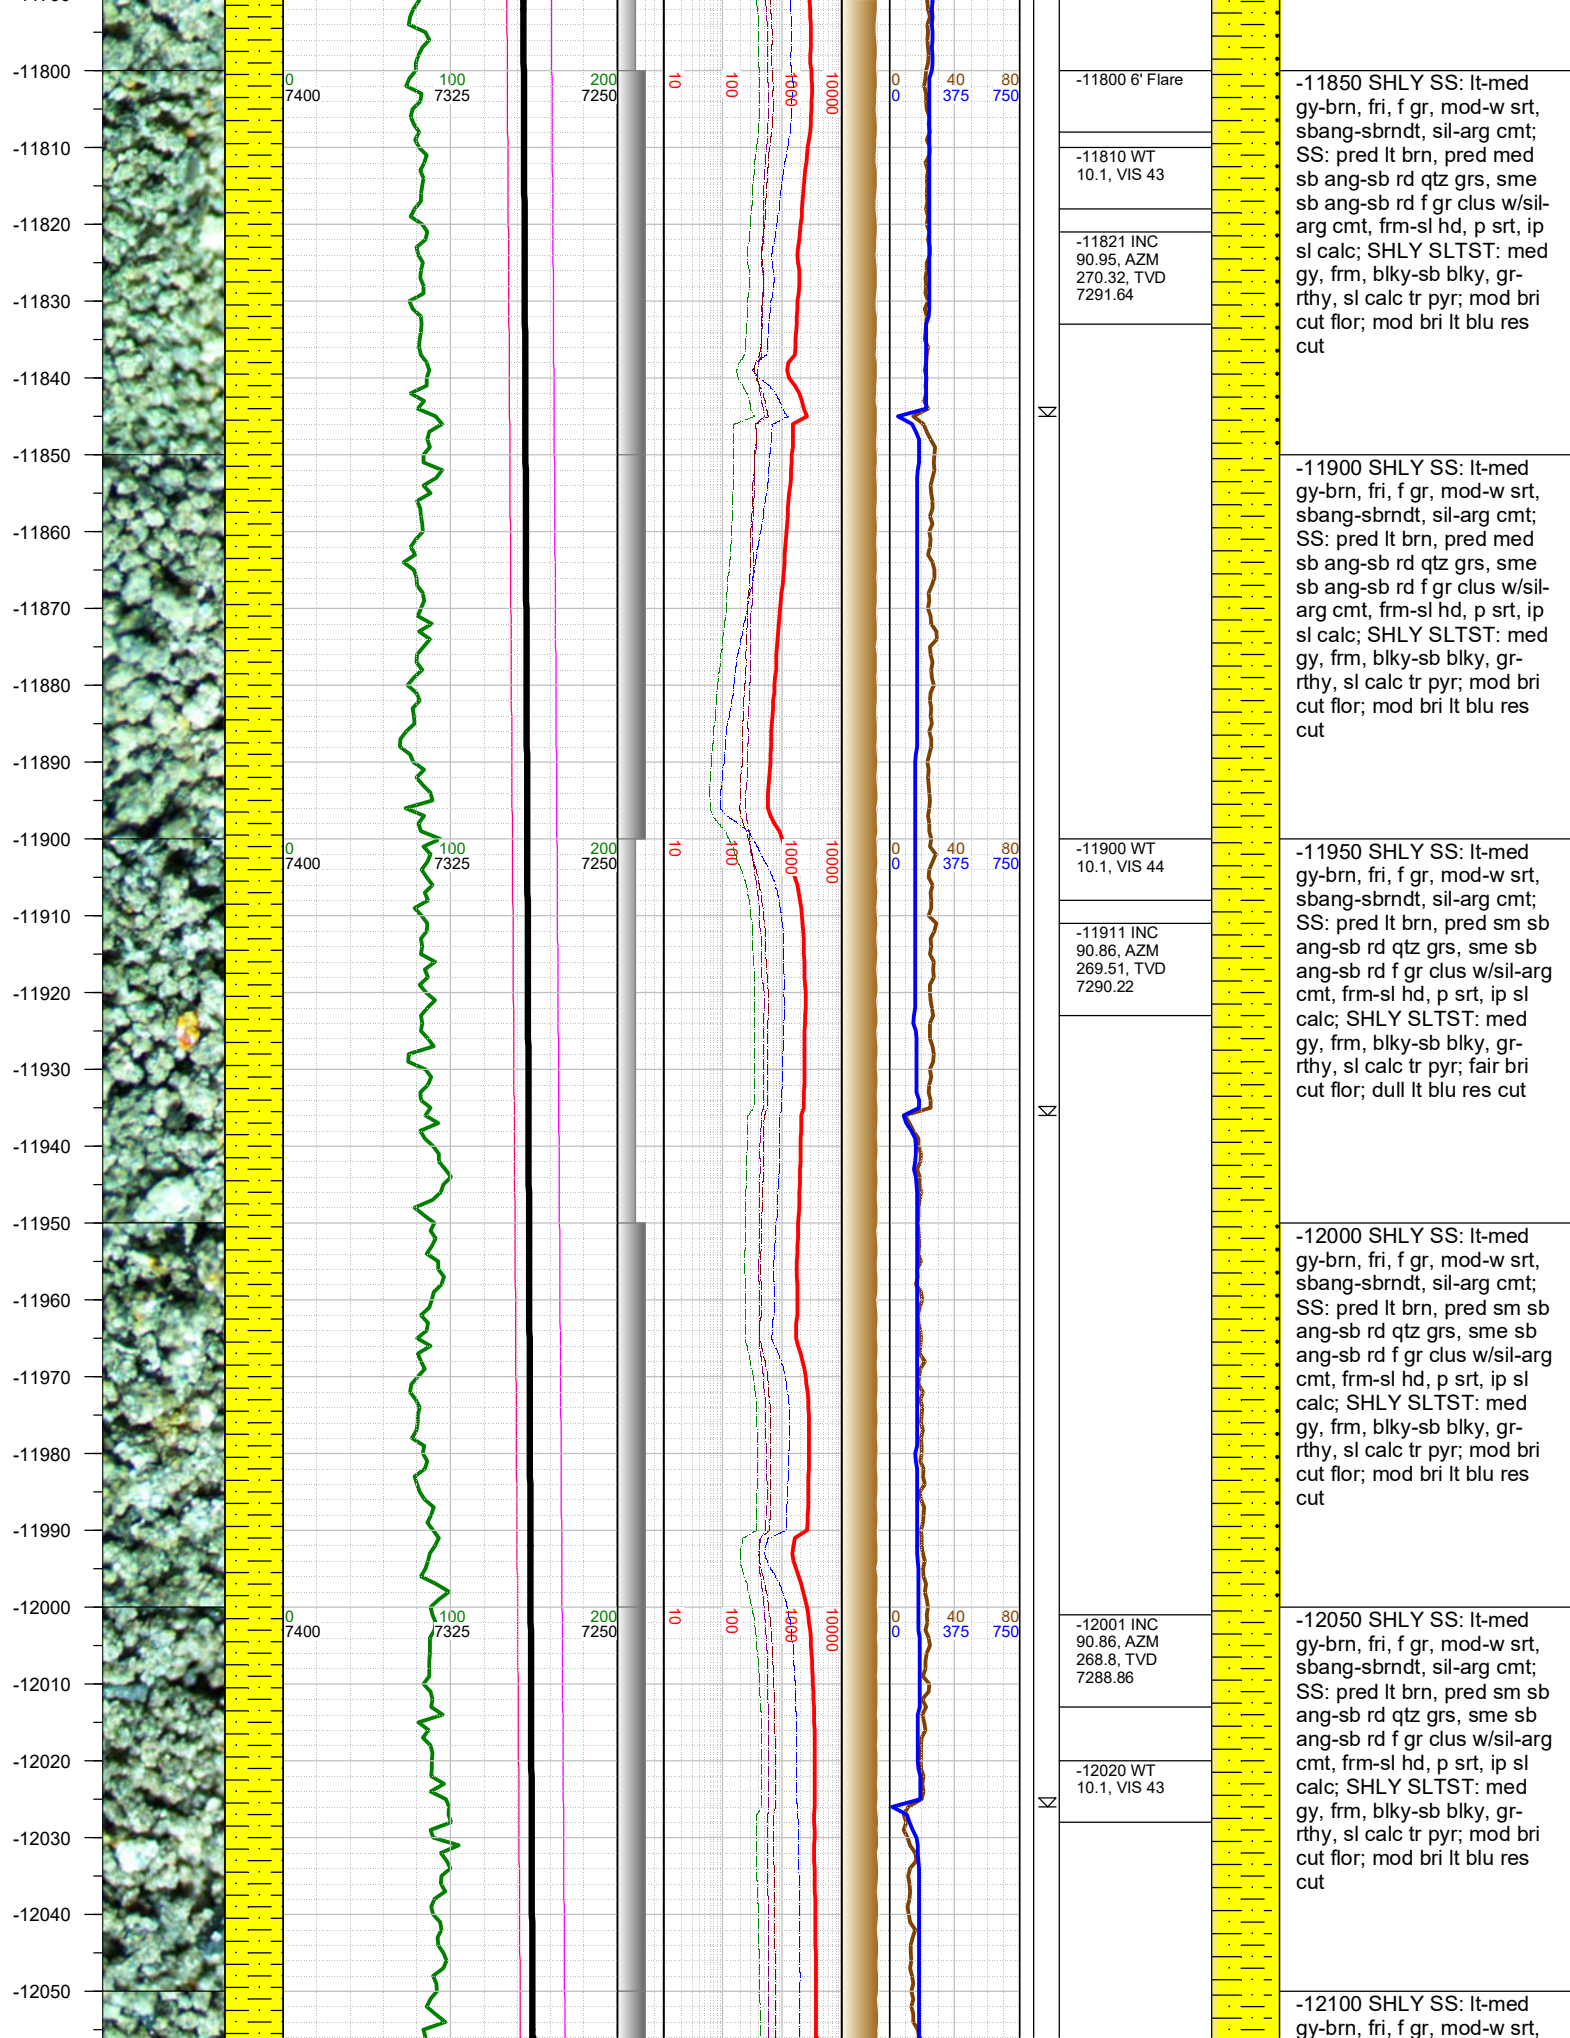 -11800
-11810
-11820
-11830
-11840
-11850
-11860
-11870
-11880
-11890
-11900
-11910
-11920
-11930
-11940
-11950
-11960
-11970
-11980
-11990
-12000
-12010
-12020
-12030
-12040
-12050
0 100 200
7400 7325 7250
10 100 1000 10000
0 40 80
0 375 750
0 100 200
7400 7325 7250
10 100 1000 10000
0 40 80
0 375 750
0 100 200
7400 7325 7250
10 100 1000 10000
0 40 80
0 375 750
-11800 6' Flare
-11810 WT
10.1, VIS 43
-11821 INC
90.95, AZM
270.32, TVD
7291.64
-11900 WT
10.1, VIS 44
-11911 INC
90.86, AZM
269.51, TVD
7290.22
-12001 INC
90.86, AZM
268.8, TVD
7288.86
-12020 WT
10.1, VIS 43
-11850 SHLY SS: lt-med
gy-brn, fri, f gr, mod-w srt,
sbang-sbrndt, sil-arg cmt;
SS: pred lt brn, pred med
sb ang-sb rd qtz grs, sme
sb ang-sb rd f gr clus w/sil-
arg cmt, frm-sl hd, p srt, ip
sl calc; SHLY SLTST: med
gy, frm, blky-sb blky, gr-
rthy, sl calc tr pyr; mod bri
cut flor; mod bri lt blu res
cut
-11900 SHLY SS: lt-med
gy-brn, fri, f gr, mod-w srt,
sbang-sbrndt, sil-arg cmt;
SS: pred lt brn, pred med
sb ang-sb rd qtz grs, sme
sb ang-sb rd f gr clus w/sil-
arg cmt, frm-sl hd, p srt, ip
sl calc; SHLY SLTST: med
gy, frm, blky-sb blky, gr-
rthy, sl calc tr pyr; mod bri
cut flor; mod bri lt blu res
cut
-11950 SHLY SS: lt-med
gy-brn, fri, f gr, mod-w srt,
sbang-sbrndt, sil-arg cmt;
SS: pred lt brn, pred sm sb
ang-sb rd qtz grs, sme sb
ang-sb rd f gr clus w/sil-arg
cmt, frm-sl hd, p srt, ip sl
calc; SHLY SLTST: med
gy, frm, blky-sb blky, gr-
rthy, sl calc tr pyr; fair bri
cut flor; dull lt blu res cut
-12000 SHLY SS: lt-med
gy-brn, fri, f gr, mod-w srt,
sbang-sbrndt, sil-arg cmt;
SS: pred lt brn, pred sm sb
ang-sb rd qtz grs, sme sb
ang-sb rd f gr clus w/sil-arg
cmt, frm-sl hd, p srt, ip sl
calc; SHLY SLTST: med
gy, frm, blky-sb blky, gr-
rthy, sl calc tr pyr; mod bri
cut flor; mod bri lt blu res
cut
-12050 SHLY SS: lt-med
gy-brn, fri, f gr, mod-w srt,
sbang-sbrndt, sil-arg cmt;
SS: pred lt brn, pred sm sb
ang-sb rd qtz grs, sme sb
ang-sb rd f gr clus w/sil-arg
cmt, frm-sl hd, p srt, ip sl
calc; SHLY SLTST: med
gy, frm, blky-sb blky, gr-
rthy, sl calc tr pyr; mod bri
cut flor; mod bri lt blu res
cut
-12100 SHLY SS: lt-med
gy-brn, fri, f gr, mod-w srt,